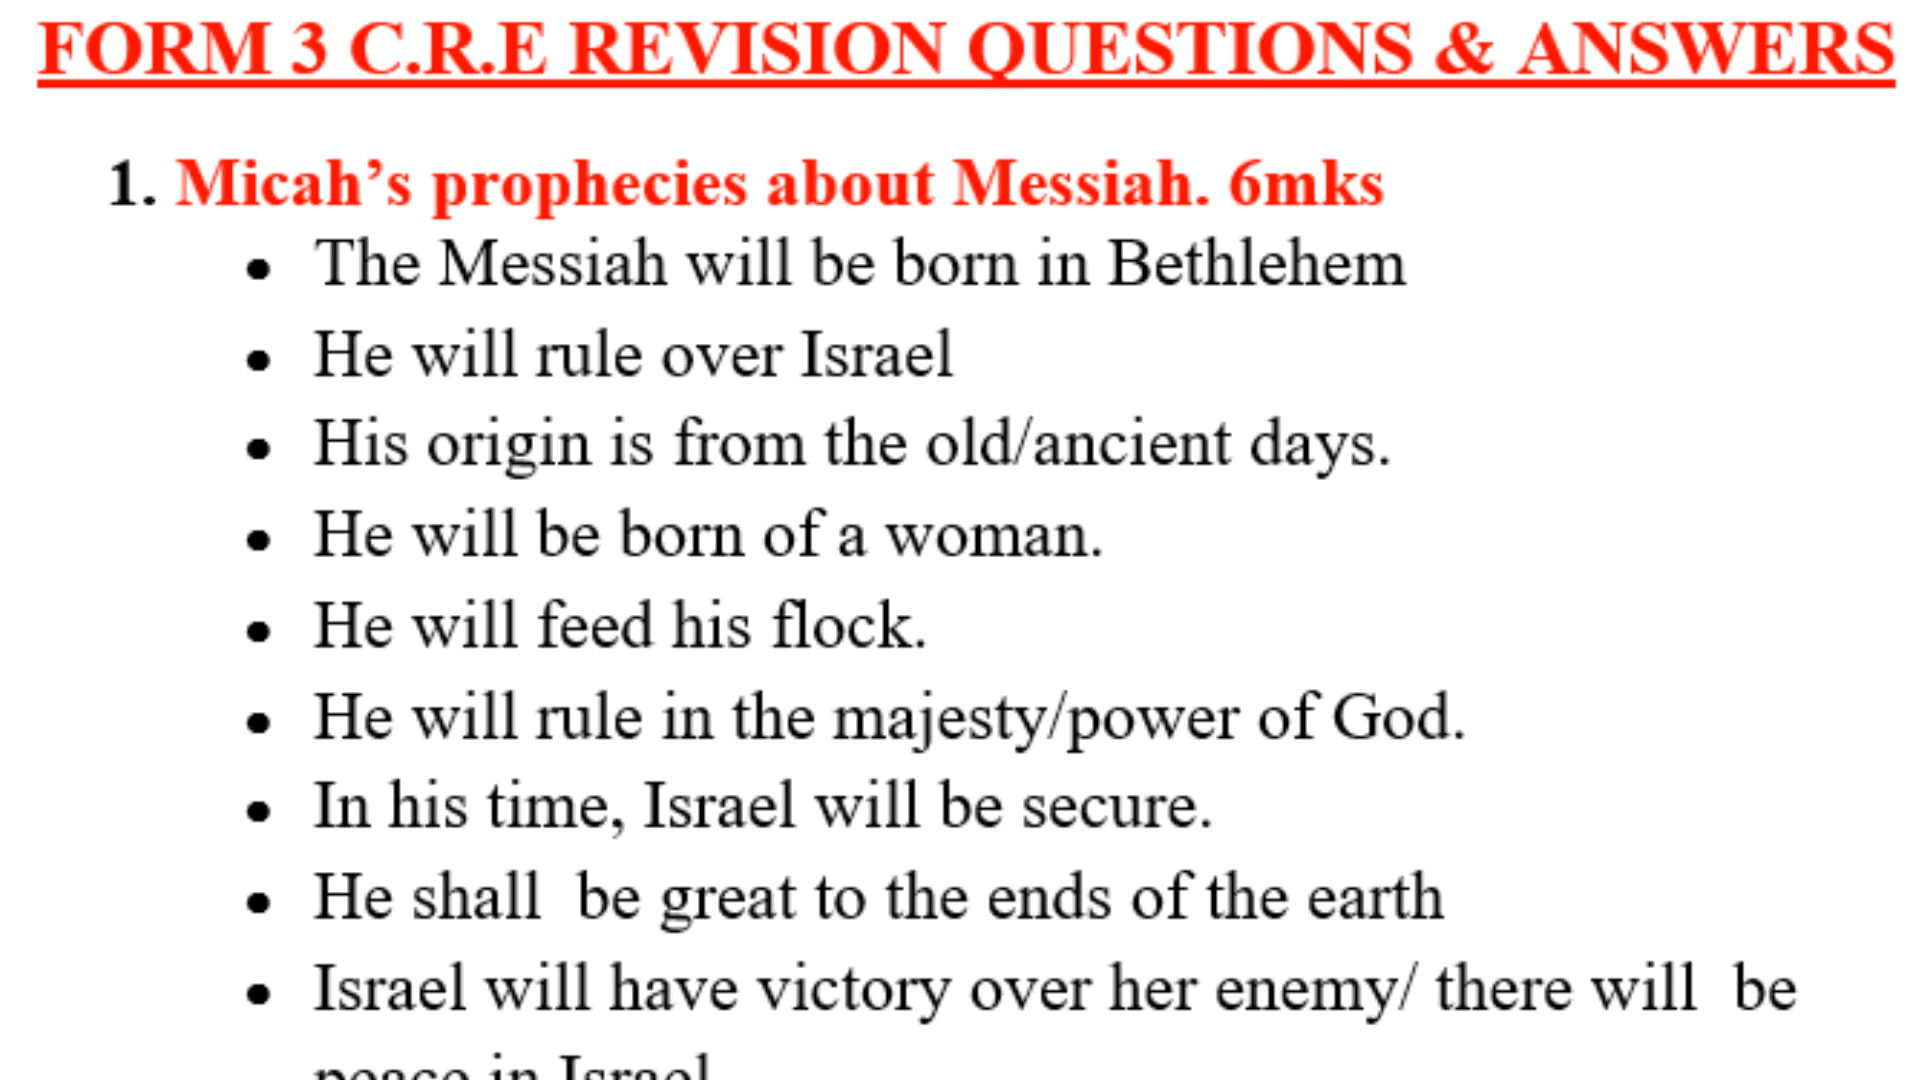 FORM 3 C.R.E REVISION QUESTIONS & ANSWERS
1. Micah’s prophecies about Messiah. 6mks
• The Messiah will be born in Bethlehem
• He will rule over Israel
• His origin is from the old/ancient days.
• He will be born of a woman.
• He will feed his flock.
• He will rule in the majesty/power of God.
• In his time, Israel will be secure.
• He shall  be great to the ends of the earth
• Israel will have victory over her enemy/ there will  be
peace in Israel